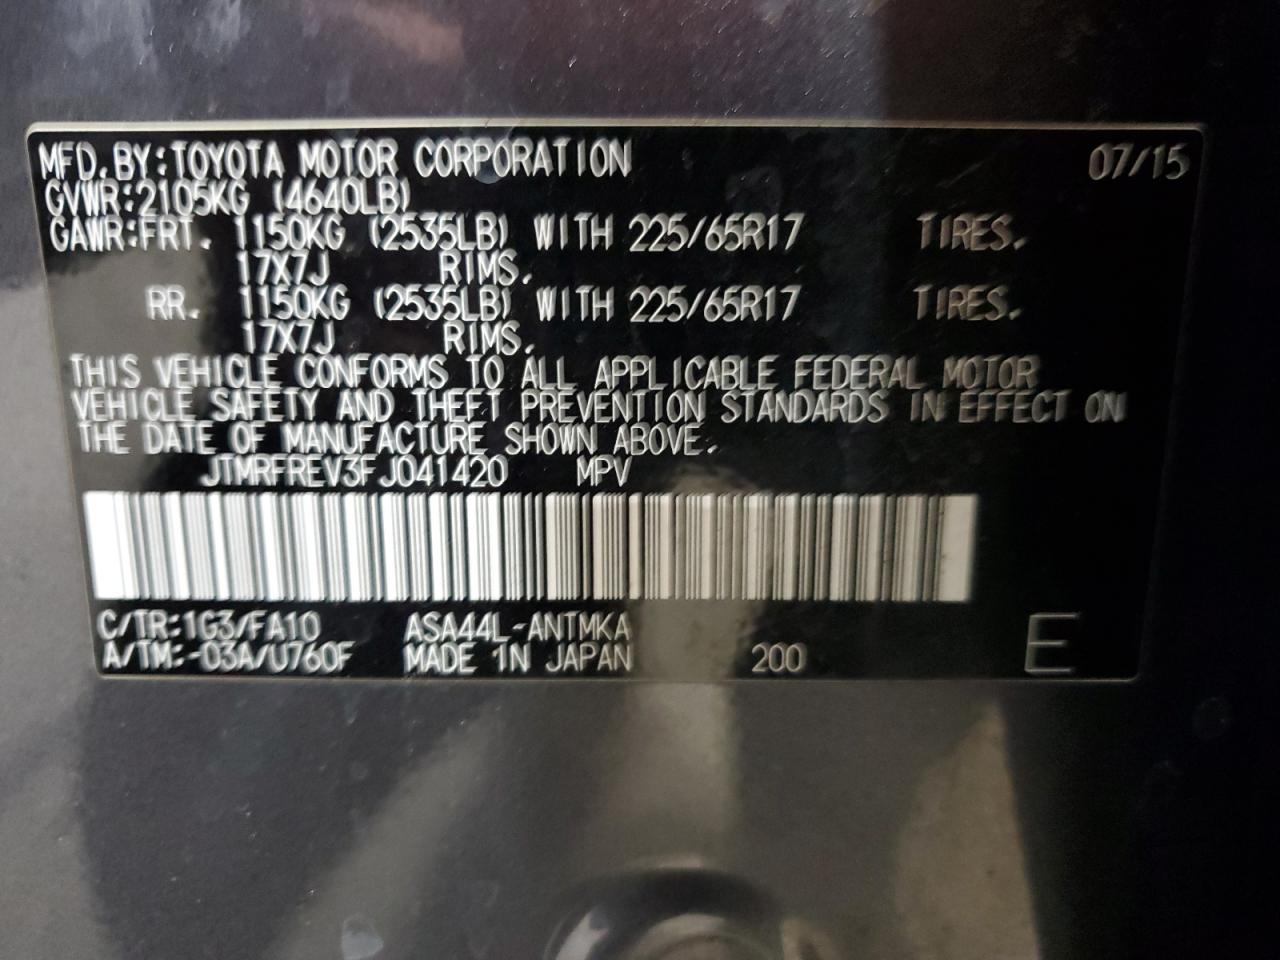 MFD.BY:TOYOTA MOTOR CORPORATION 07/15
GVWR:2105KG (4640LB)
GAWR:FRT. 1150KG (2535LB) WITH 225/65R17 TIRES.
17X7J RIMS.
RR. 1150KG (2535LB) WITH 225/65R17 TIRES.
17X7J RIMS.
THIS VEHICLE CONFORMS TO ALL APPLICABLE FEDERAL MOTOR
VEHICLE SAFETY AND THEFT PREVENTION STANDARDS IN EFFECT ON
THE DATE OF MANUFACTURE SHOWN ABOVE.
JTMRFREV3FJ041420 MPV
C/TR:1G3/FA10 ASA44L-ANTMKA
A/TM:-03A/U760F MADE IN JAPAN 200 E